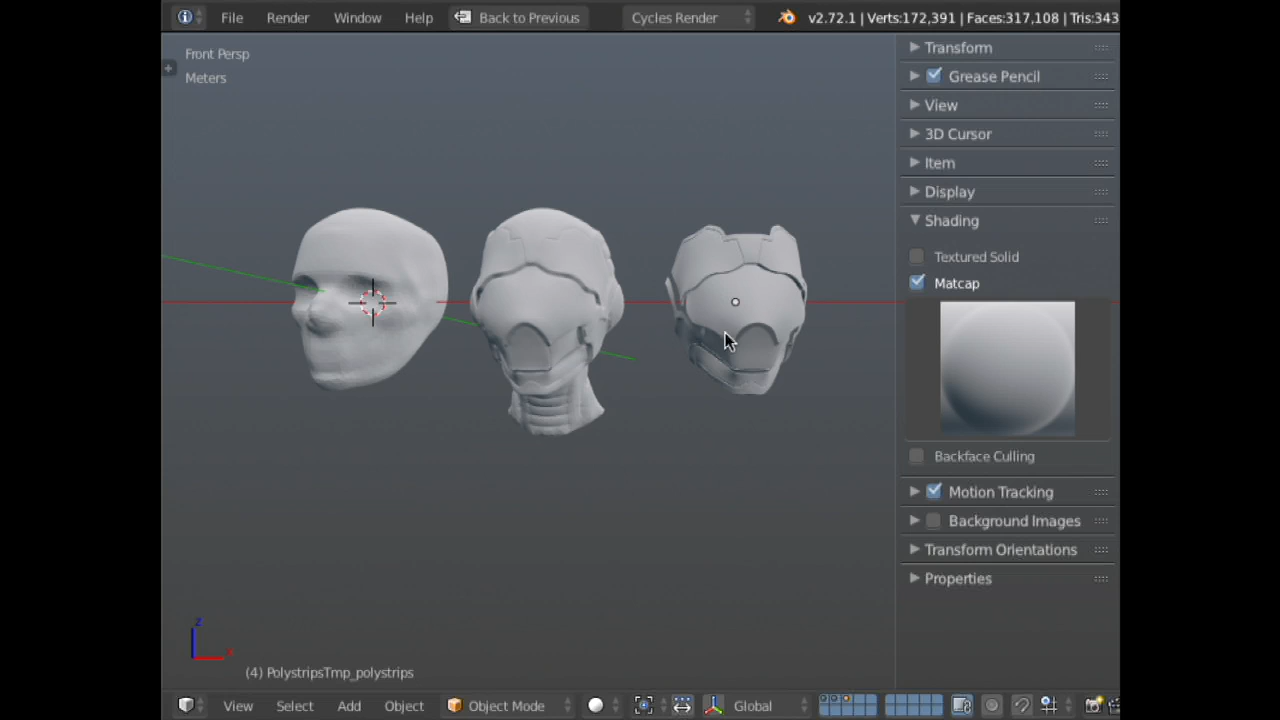 File Render Window Help Back to Previous Cycles Render v2.72.1 | Verts:172,391 | Faces:317,108 | Tris:343
Front Persp
Meters
Transform
Grease Pencil
View
3D Cursor
Item
Display
Shading
Textured Solid
Matcap
Backface Culling
Motion Tracking
Background Images
Transform Orientations
Properties
z
x
(4) PolystripsTmp_polystrips
View Select Add Object Object Mode Global